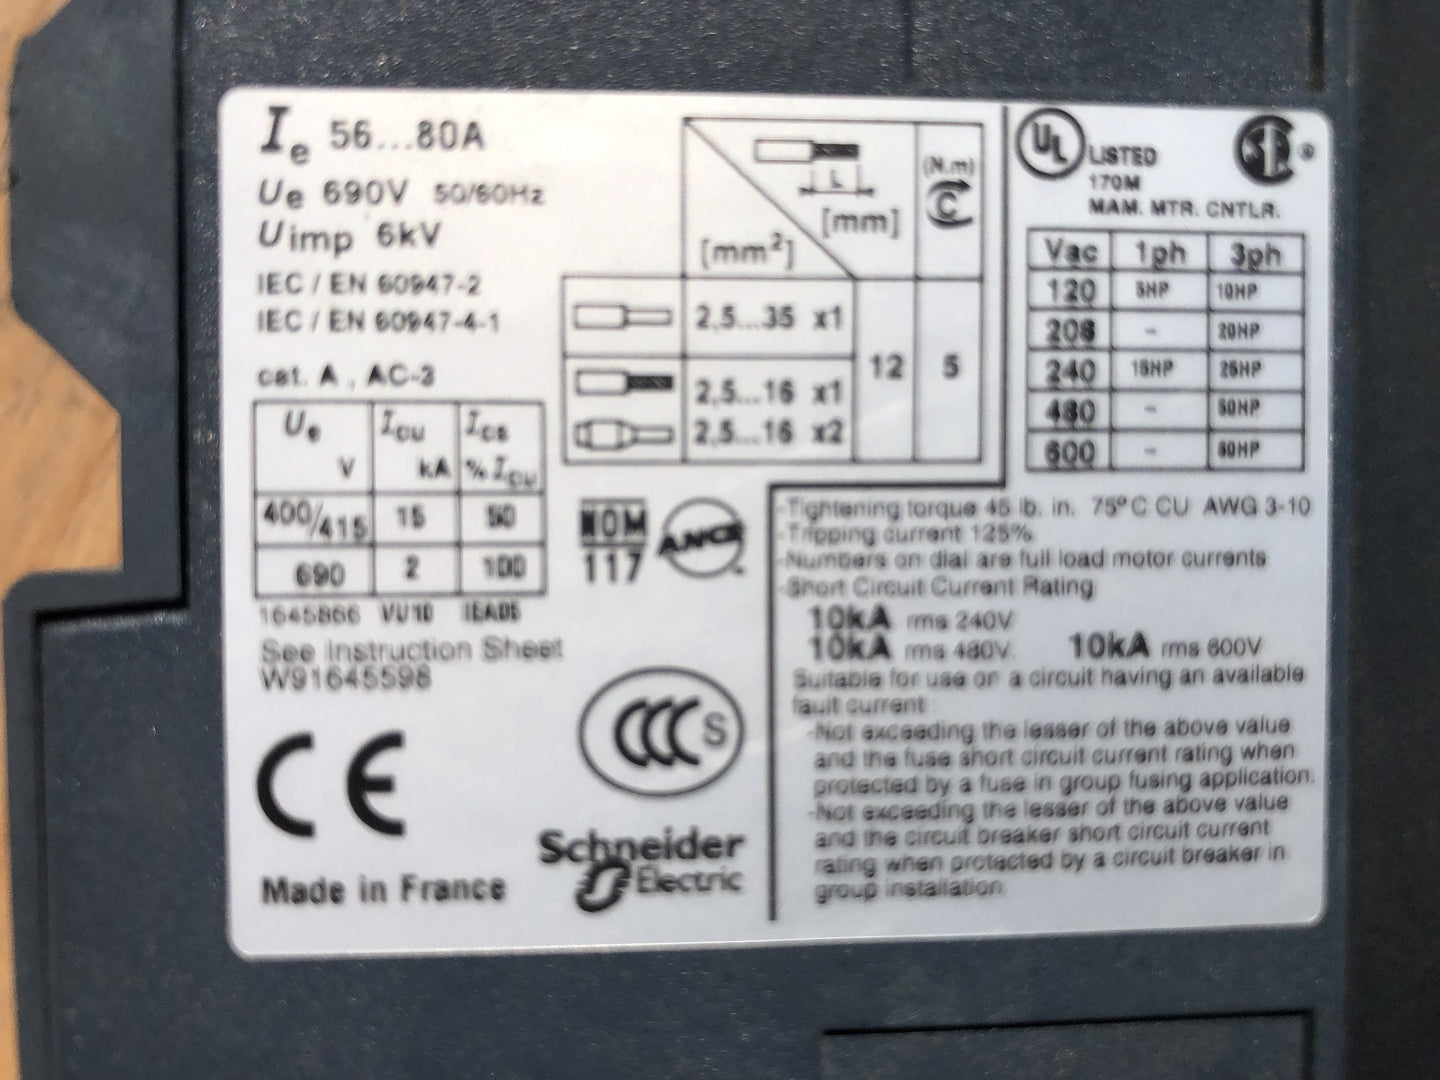 Ie 56...80A
Ue 690V 50/60Hz
Uimp 6kV
IEC / EN 60947-2
IEC / EN 60947-4-1
cat. A , AC-3
Ue V Icu kA Ics % Icu
400/415 15 50
690 2 100
1645866 VU10 IEA05
See Instruction Sheet
W91645598
CE
Made in France
L
[mm²] [mm] (N.m) C
2,5...35 x1
2,5...16 x1
2,5...16 x2
12 5
NOM
117
ANCE
CCC S
Schneider
Electric
UL LISTED
170M
MAM. MTR. CNTLR.
SA ®
Vac 1ph 3ph
120 5HP 10HP
208 - 20HP
240 15HP 25HP
480 - 50HP
600 - 60HP
-Tightening torque 45 lb. in. 75°C CU AWG 3-10
-Tripping current 125%
-Numbers on dial are full load motor currents
-Short Circuit Current Rating
10kA rms 240V
10kA rms 480V. 10kA rms 600V
Suitable for use on a circuit having an available
fault current :
-Not exceeding the lesser of the above value
and the fuse short circuit current rating when
protected by a fuse in group fusing application.
-Not exceeding the lesser of the above value
and the circuit breaker short circuit current
rating when protected by a circuit breaker in
group installation